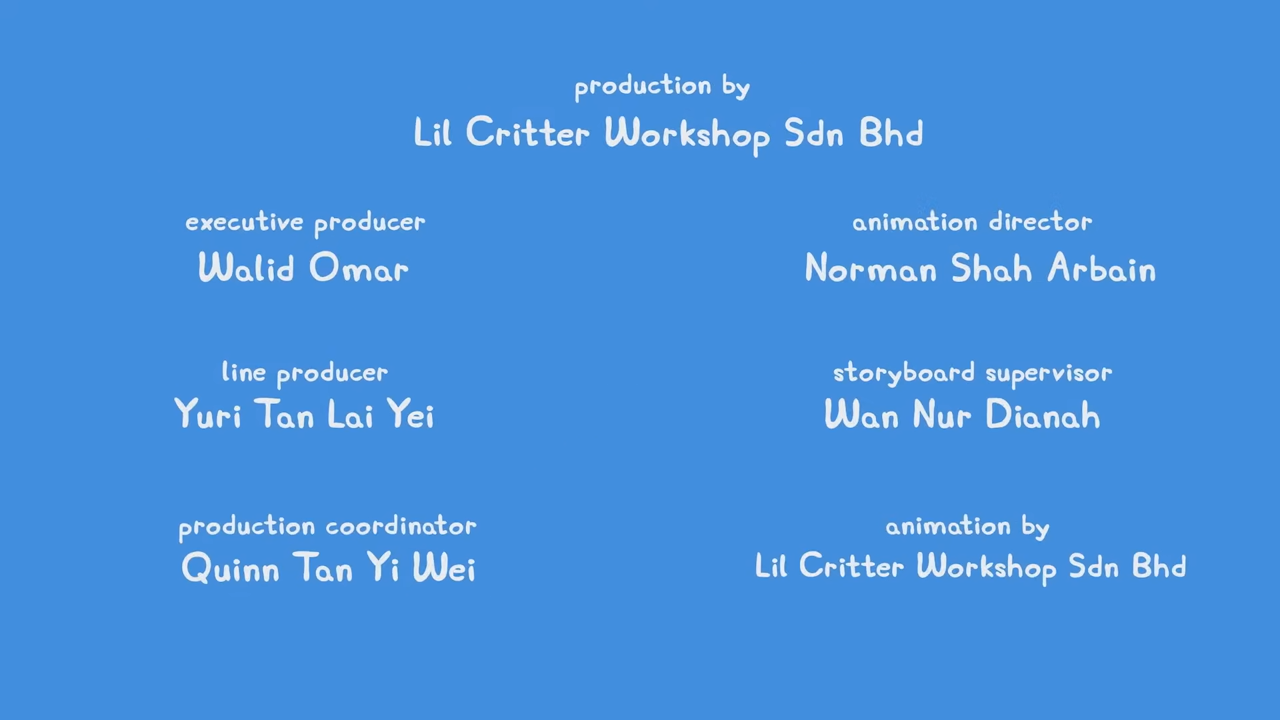 production by
Lil Critter Workshop Sdn Bhd
executive producer
Walid Omar
line producer
Yuri Tan Lai Yei
production coordinator
Quinn Tan Yi Wei
animation director
Norman Shah Arbain
storyboard supervisor
Wan Nur Dianah
animation by
Lil Critter Workshop Sdn Bhd